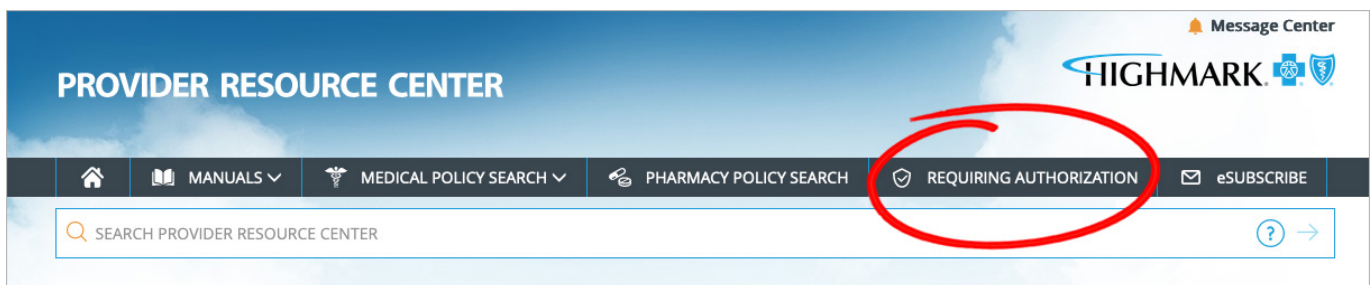 Message Center
PROVIDER RESOURCE CENTER
HIGHMARK.
MANUALS MEDICAL POLICY SEARCH PHARMACY POLICY SEARCH REQUIRING AUTHORIZATION eSUBSCRIBE
SEARCH PROVIDER RESOURCE CENTER ?